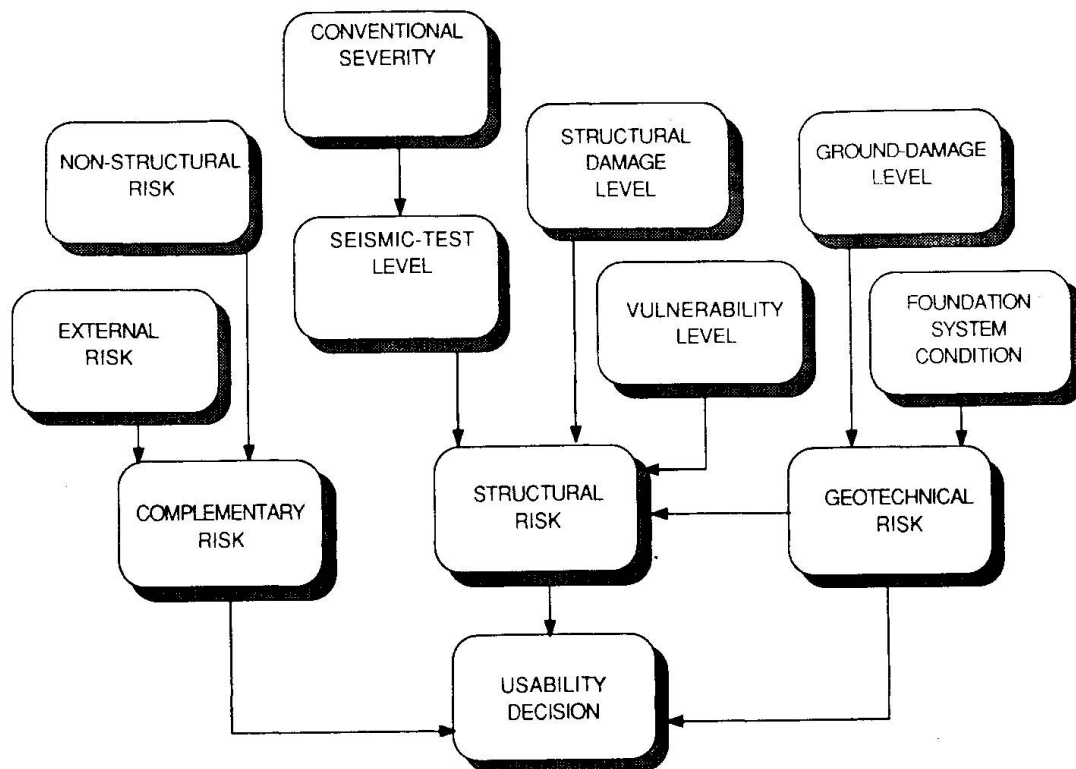 CONVENTIONAL
SEVERITY
NON-STRUCTURAL
RISK
STRUCTURAL
DAMAGE
LEVEL
GROUND-DAMAGE
LEVEL
SEISMIC-TEST
LEVEL
EXTERNAL
RISK
VULNERABILITY
LEVEL
FOUNDATION
SYSTEM
CONDITION
COMPLEMENTARY
RISK
STRUCTURAL
RISK
GEOTECHNICAL
RISK
USABILITY
DECISION